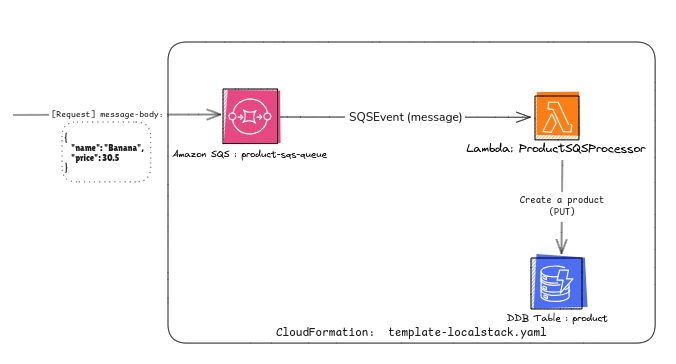 [Request] message-body:
{
"name": "Banana",
"price": 30.5
}
Amazon SQS : product-sqs-queue
SQSEvent (message)
Lambda: ProductSQSProcessor
Create a product
(PUT)
DDB Table : product
CloudFormation: template-localstack.yaml